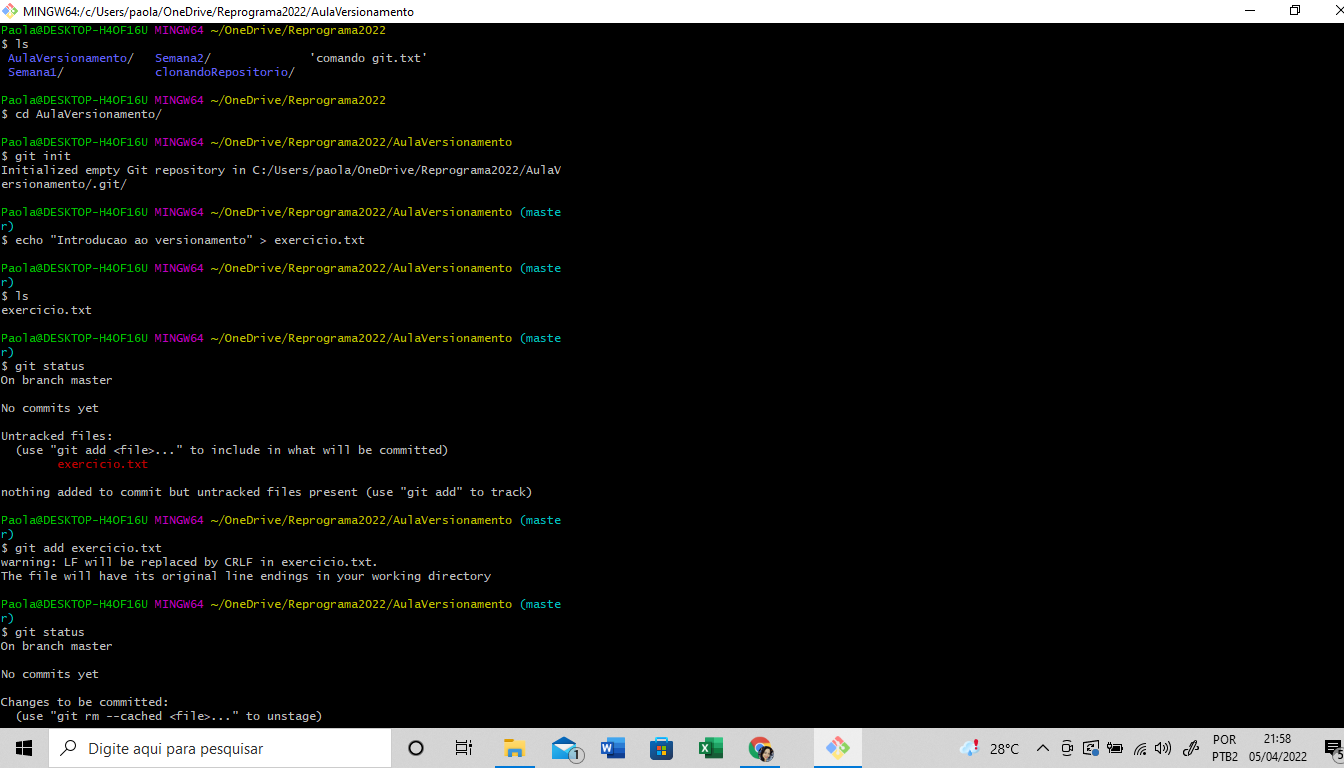 MINGW64:/c/Users/paola/OneDrive/Reprograma2022/AulaVersionamento
Paola@DESKTOP-H4OF16U MINGW64 ~/OneDrive/Reprograma2022
$ ls
AulaVersionamento/ Semana2/ 'comando git.txt'
Semana1/ clonandoRepositorio/
Paola@DESKTOP-H4OF16U MINGW64 ~/OneDrive/Reprograma2022
$ cd AulaVersionamento/
Paola@DESKTOP-H4OF16U MINGW64 ~/OneDrive/Reprograma2022/AulaVersionamento
$ git init
Initialized empty Git repository in C:/Users/paola/OneDrive/Reprograma2022/AulaV
ersionamento/.git/
Paola@DESKTOP-H4OF16U MINGW64 ~/OneDrive/Reprograma2022/AulaVersionamento (maste
r)
$ echo "Introducao ao versionamento" > exercicio.txt
Paola@DESKTOP-H4OF16U MINGW64 ~/OneDrive/Reprograma2022/AulaVersionamento (maste
r)
$ ls
exercicio.txt
Paola@DESKTOP-H4OF16U MINGW64 ~/OneDrive/Reprograma2022/AulaVersionamento (maste
r)
$ git status
On branch master
No commits yet
Untracked files:
(use "git add <file>..." to include in what will be committed)
exercicio.txt
nothing added to commit but untracked files present (use "git add" to track)
Paola@DESKTOP-H4OF16U MINGW64 ~/OneDrive/Reprograma2022/AulaVersionamento (maste
r)
$ git add exercicio.txt
warning: LF will be replaced by CRLF in exercicio.txt.
The file will have its original line endings in your working directory
Paola@DESKTOP-H4OF16U MINGW64 ~/OneDrive/Reprograma2022/AulaVersionamento (maste
r)
$ git status
On branch master
No commits yet
Changes to be committed:
(use "git rm --cached <file>..." to unstage)
Digite aqui para pesquisar
1
W
X
28°C
POR
PTB2
21:58
05/04/2022
5